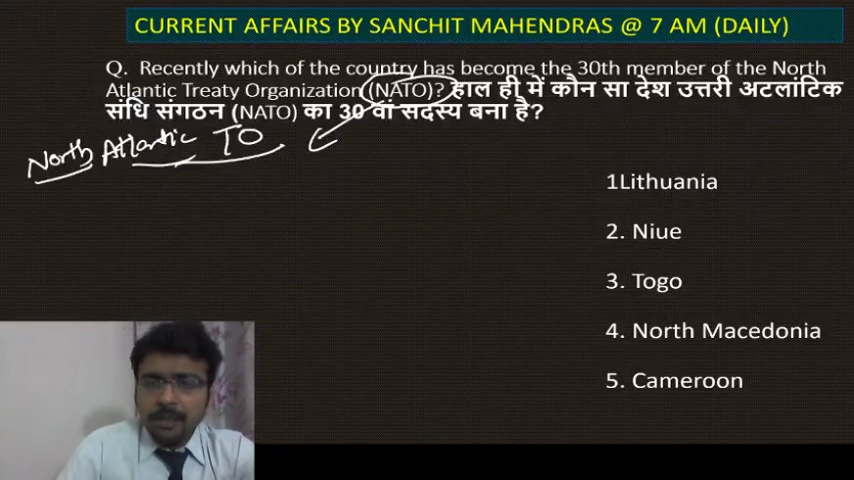 CURRENT AFFAIRS BY SANCHIT MAHENDRAS @ 7 AM (DAILY)
Q. Recently which of the country has become the 30th member of the North
Atlantic Treaty Organization (NATO)? हाल ही में कौन सा देश उत्तरी अटलांटिक
संधि संगठन (NATO) का 30 वां सदस्य बना है?
North Atlantic TO
1Lithuania
2. Niue
3. Togo
4. North Macedonia
5. Cameroon